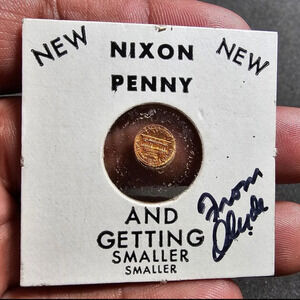 NEW NIXON NEW
PENNY
AND
GETTING
SMALLER
SMALLER
From
Clyde